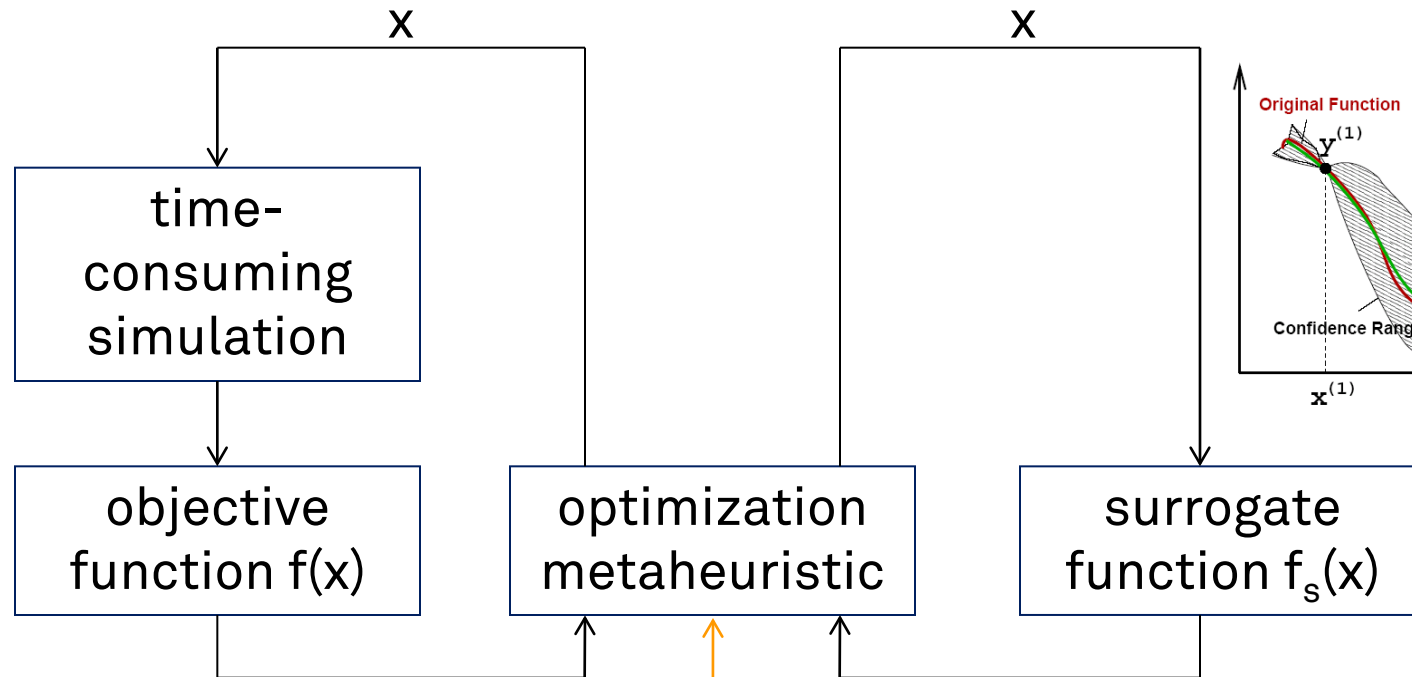 x
x
Original Function
y(1)
time-
consuming
simulation
Confidence Rang
x(1)
objective
function f(x)
optimization
metaheuristic
surrogate
function fs(x)